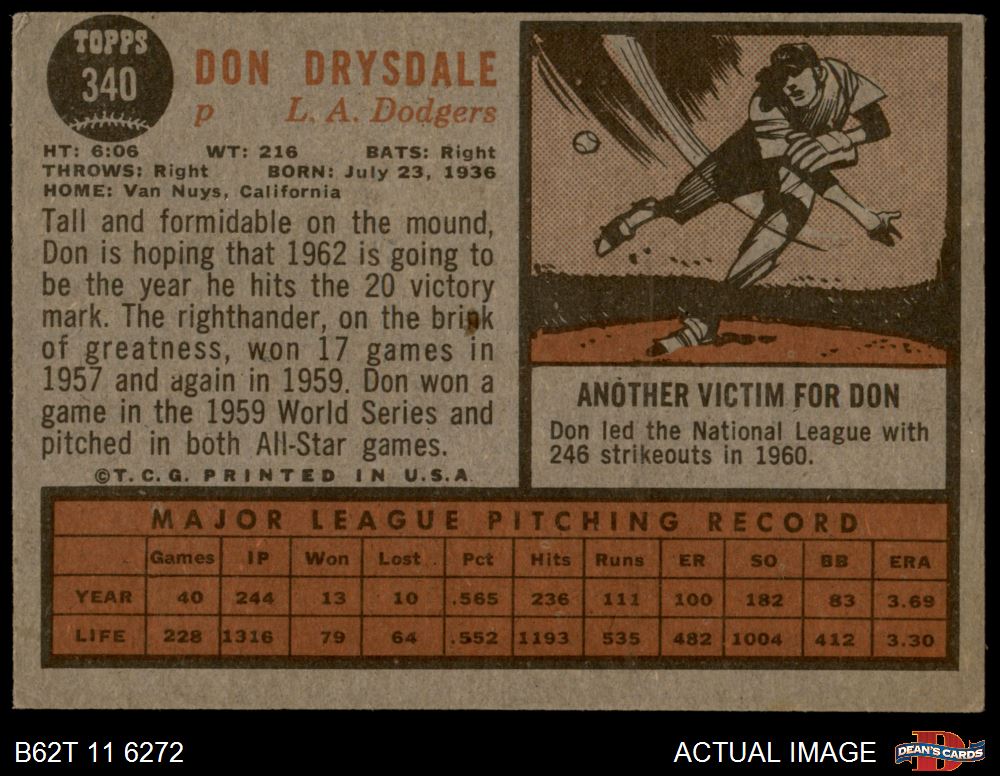 TOPPS
340
DON DRYSDALE
p L. A. Dodgers
HT: 6:06 WT: 216 BATS: Right
THROWS: Right BORN: July 23, 1936
HOME: Van Nuys, California
Tall and formidable on the mound,
Don is hoping that 1962 is going to
be the year he hits the 20 victory
mark. The righthander, on the brink
of greatness, won 17 games in
1957 and again in 1959. Don won a
game in the 1959 World Series and
pitched in both All-Star games.
©T. C. G. PRINTED IN U. S. A.
ANOTHER VICTIM FOR DON
Don led the National League with
246 strikeouts in 1960.
MAJOR LEAGUE PITCHING RECORD
Games IP Won Lost Pct Hits Runs ER SO BB ERA
YEAR 40 244 13 10 .565 236 111 100 182 83 3.69
LIFE 228 1316 79 64 .552 1193 535 482 1004 412 3.30
B62T 11 6272 ACTUAL IMAGE DEAN'S CARDS